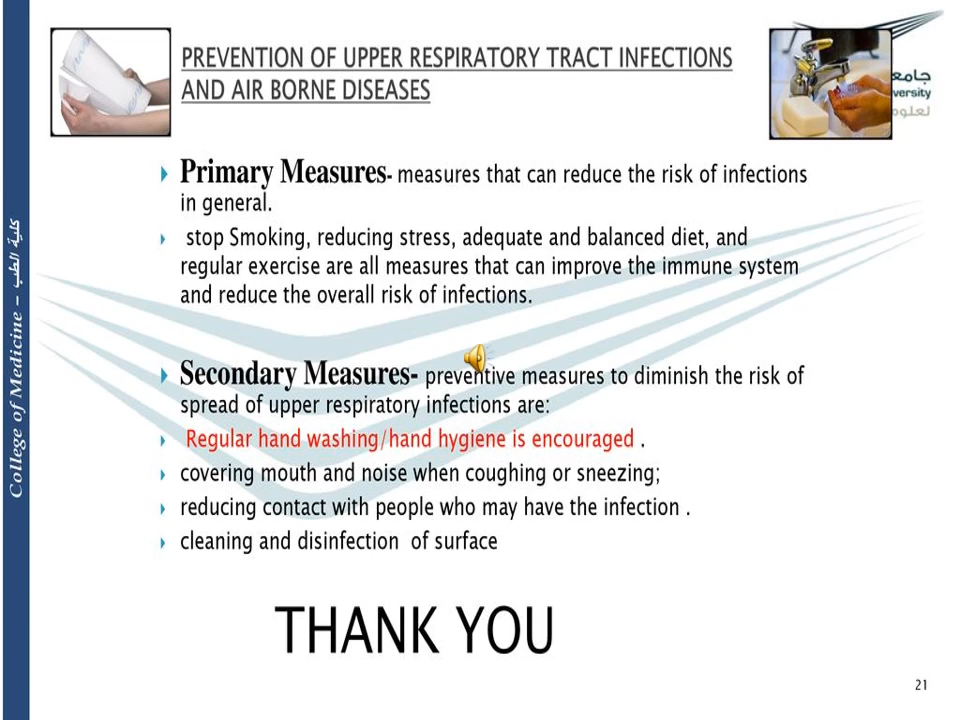 PREVENTION OF UPPER RESPIRATORY TRACT INFECTIONS
AND AIR BORNE DISEASES
جامع
versity
لعلوم
Primary Measures- measures that can reduce the risk of infections
in general.
stop Smoking, reducing stress, adequate and balanced diet, and
regular exercise are all measures that can improve the immune system
and reduce the overall risk of infections.
Secondary Measures- preventive measures to diminish the risk of
spread of upper respiratory infections are:
Regular hand washing/hand hygiene is encouraged .
covering mouth and noise when coughing or sneezing;
reducing contact with people who may have the infection .
cleaning and disinfection of surface
THANK YOU
21
College of Medicine – كلية الطب